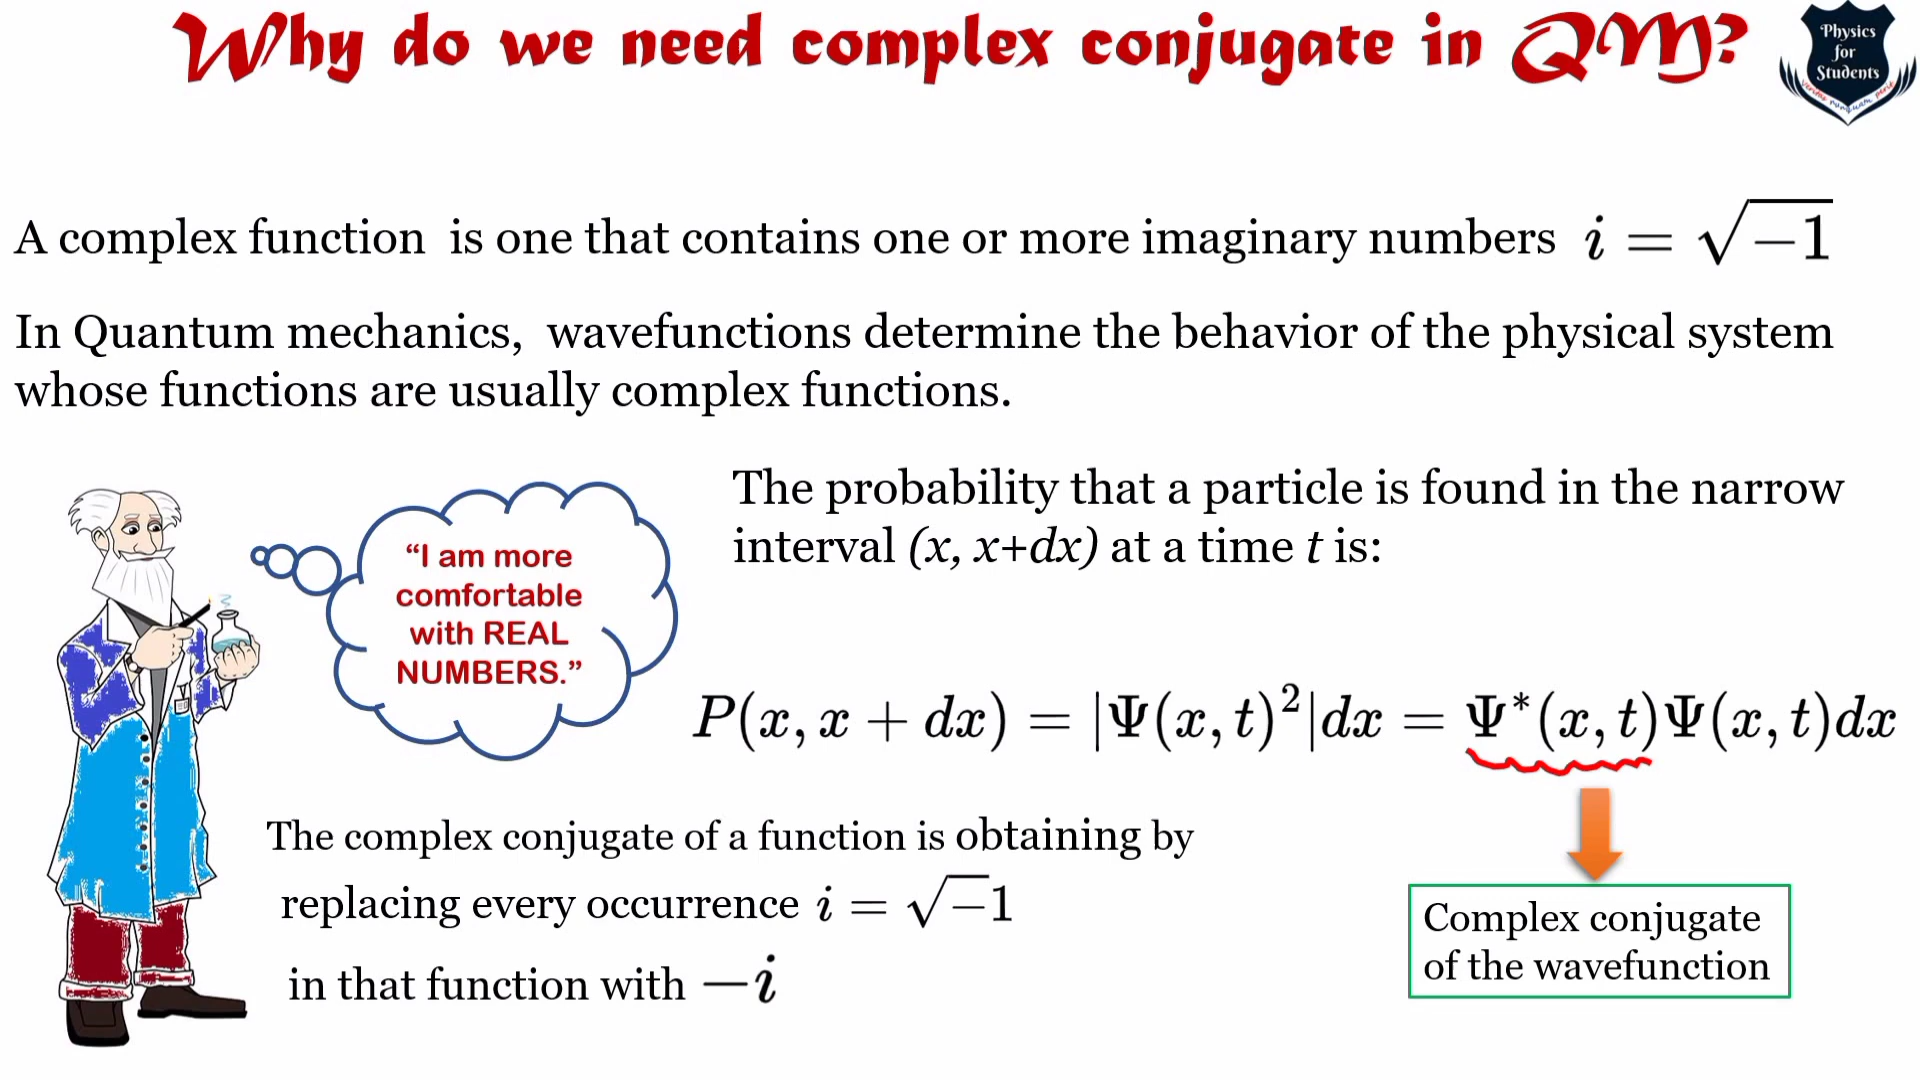 Why do we need complex conjugate in QM?
Physics
for
Students
A complex function is one that contains one or more imaginary numbers i = √−1
In Quantum mechanics, wavefunctions determine the behavior of the physical system
whose functions are usually complex functions.
The probability that a particle is found in the narrow
interval (x, x+dx) at a time t is:
“I am more
comfortable
with REAL
NUMBERS.”
P(x, x + dx) = |Ψ(x, t)²|dx = Ψ*(x, t)Ψ(x, t)dx
The complex conjugate of a function is obtaining by
replacing every occurrence i = √−1
in that function with −i
Complex conjugate
of the wavefunction